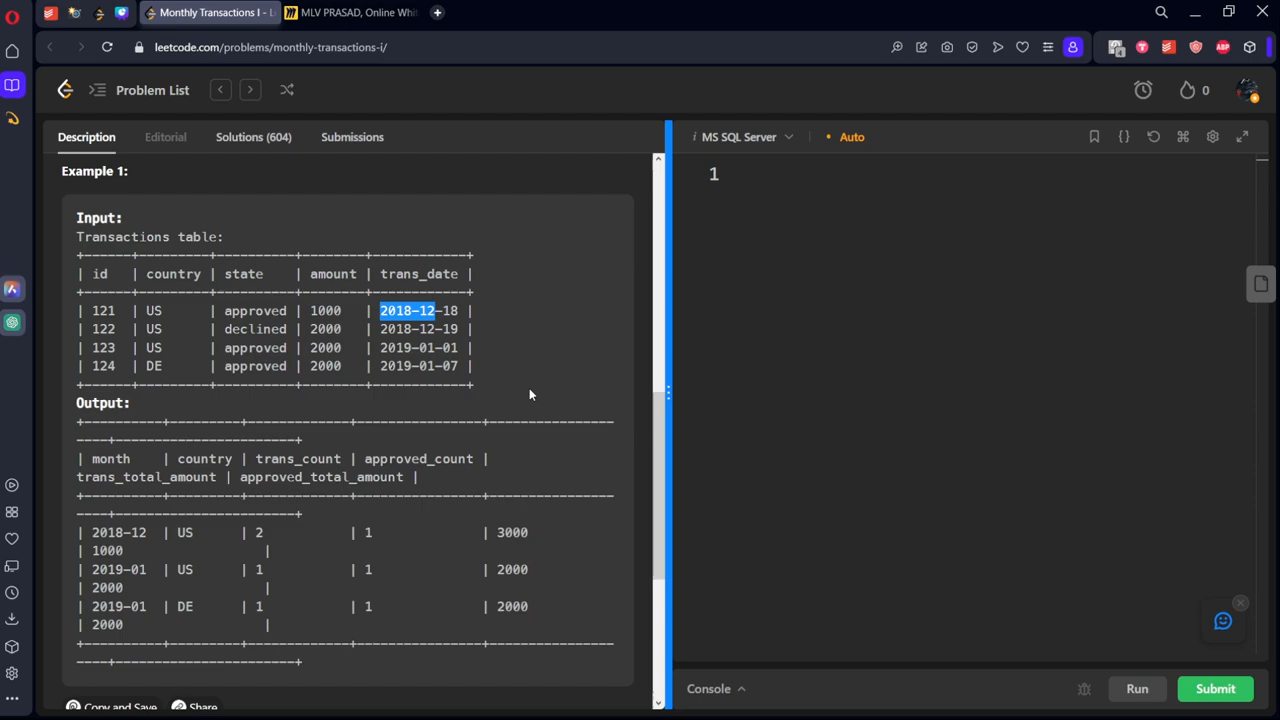 Monthly Transactions I - L
MLV PRASAD, Online Whit
leetcode.com/problems/monthly-transactions-i/
Problem List
0
Description
Editorial
Solutions (604)
Submissions
i MS SQL Server
• Auto
Example 1:
1
Input:
Transactions table:
+------+---------+----------+--------+------------+
| id | country | state | amount | trans_date |
+------+---------+----------+--------+------------+
| 121 | US | approved | 1000 | 2018-12-18 |
| 122 | US | declined | 2000 | 2018-12-19 |
| 123 | US | approved | 2000 | 2019-01-01 |
| 124 | DE | approved | 2000 | 2019-01-07 |
+------+---------+----------+--------+------------+
Output:
+----------+---------+-------------+----------------+---------------
----+-----------------------+
| month | country | trans_count | approved_count |
trans_total_amount | approved_total_amount |
+----------+---------+-------------+----------------+---------------
----+-----------------------+
| 2018-12 | US | 2 | 1 | 3000
| 1000 |
| 2019-01 | US | 1 | 1 | 2000
| 2000 |
| 2019-01 | DE | 1 | 1 | 2000
| 2000 |
+----------+---------+-------------+----------------+---------------
----+-----------------------+
Copy and Save
Share
Console
Run
Submit